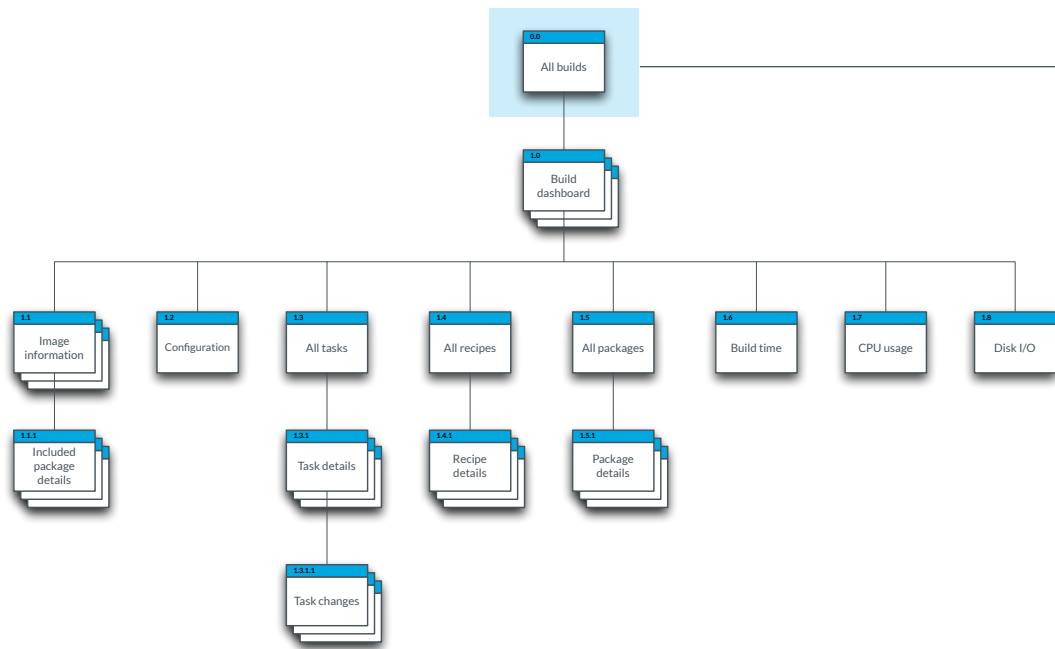 0.0
All builds
1.0
Build
dashboard
1.1
Image
information
1.2
Configuration
1.3
All tasks
1.4
All recipes
1.5
All packages
1.6
Build time
1.7
CPU usage
1.8
Disk I/O
1.1.1
Included
package
details
1.3.1
Task details
1.4.1
Recipe
details
1.5.1
Package
details
1.3.1.1
Task changes